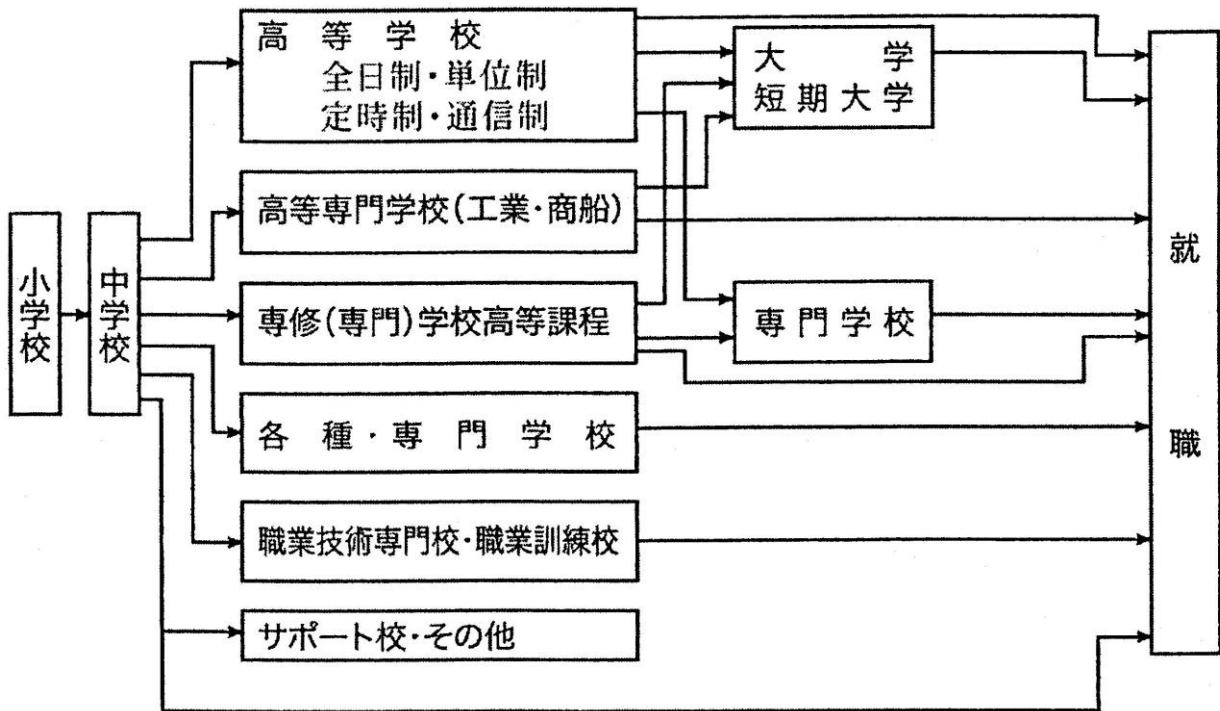 小学校
中学校
高等学校
全日制・単位制
定時制・通信制
高等専門学校(工業・商船)
専修(専門)学校高等課程
各種・専門学校
職業技術専門校・職業訓練校
サポート校・その他
大学
短期大学
専門学校
就職